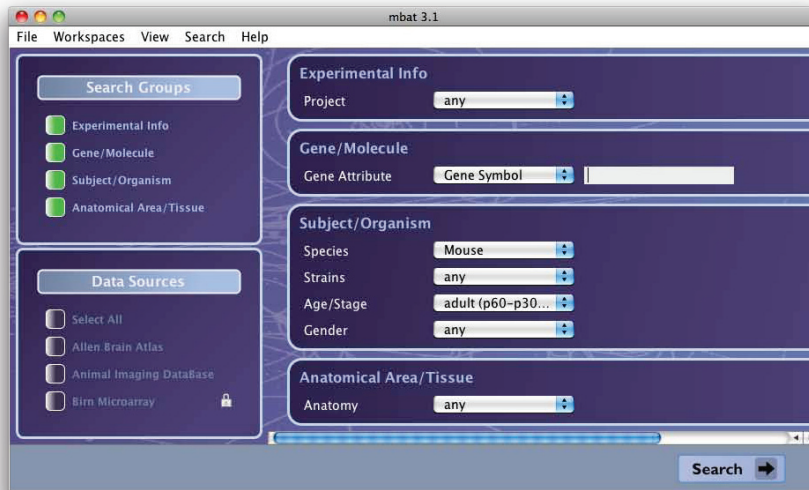 mbat 3.1
File Workspaces View Search Help
Search Groups
Experimental Info
Gene/Molecule
Subject/Organism
Anatomical Area/Tissue
Data Sources
Select All
Allen Brain Atlas
Animal Imaging DataBase
Birn Microarray
Experimental Info
Project any
Gene/Molecule
Gene Attribute Gene Symbol
Subject/Organism
Species Mouse
Strains any
Age/Stage adult (p60-p30...
Gender any
Anatomical Area/Tissue
Anatomy any
Search